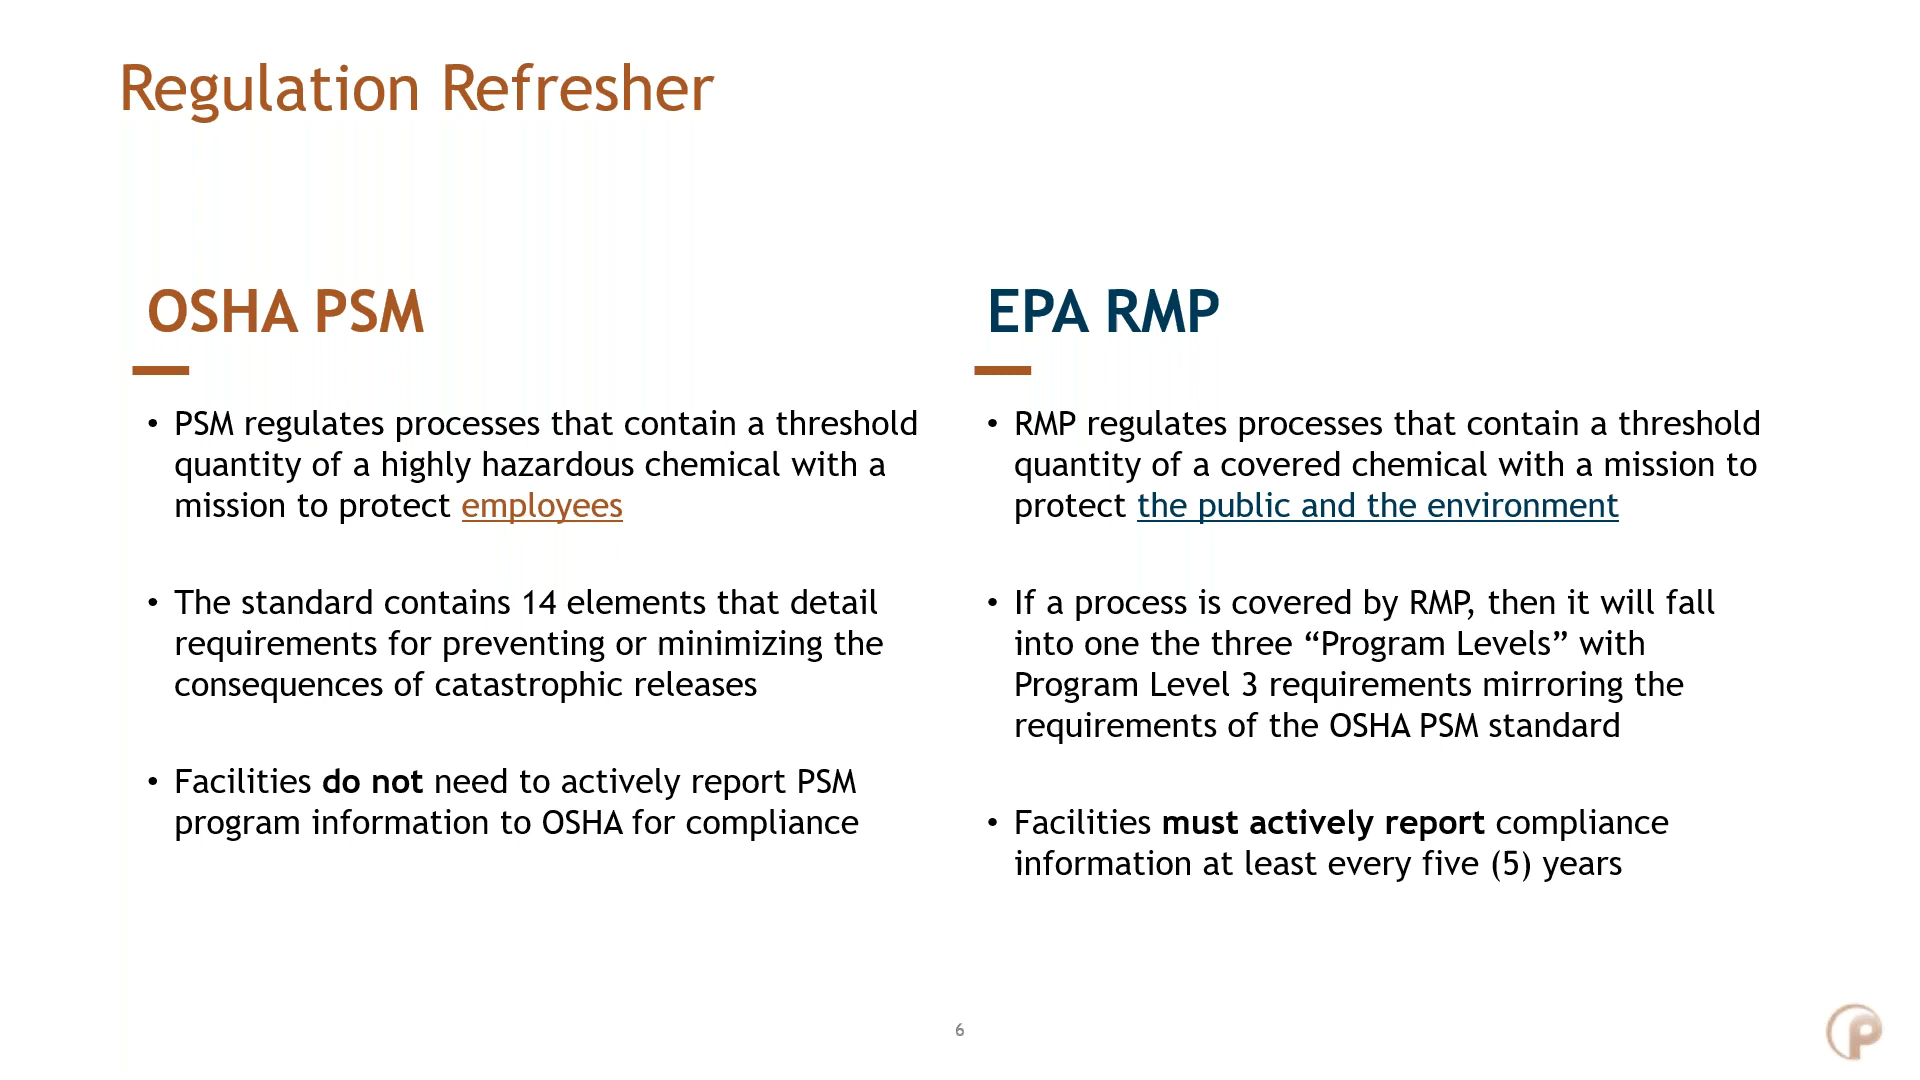 Regulation Refresher
OSHA PSM
• PSM regulates processes that contain a threshold
quantity of a highly hazardous chemical with a
mission to protect employees
• The standard contains 14 elements that detail
requirements for preventing or minimizing the
consequences of catastrophic releases
• Facilities do not need to actively report PSM
program information to OSHA for compliance
EPA RMP
• RMP regulates processes that contain a threshold
quantity of a covered chemical with a mission to
protect the public and the environment
• If a process is covered by RMP, then it will fall
into one the three “Program Levels” with
Program Level 3 requirements mirroring the
requirements of the OSHA PSM standard
• Facilities must actively report compliance
information at least every five (5) years
6
P